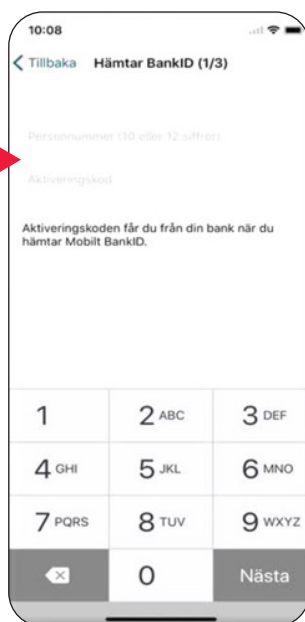 10:08
Tillbaka Hämtar BankID (1/3)
Personnummer (10 eller 12 siffror)
Aktiveringskod
Aktiveringskoden får du från din bank när du
hämtar Mobilt BankID.
1 2 ABC 3 DEF
4 GHI 5 JKL 6 MNO
7 PQRS 8 TUV 9 WXYZ
0 Nästa